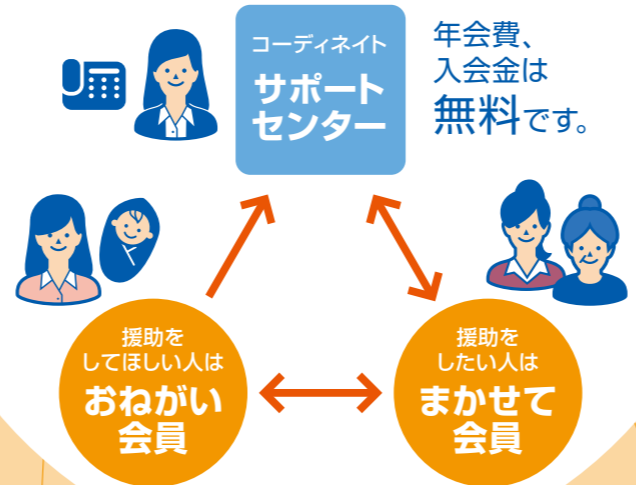 コーディネイト
サポート
センター
年会費、
入会金は
無料です。
援助を
してほしい人は
おねがい
会員
援助を
したい人は
まかせて
会員